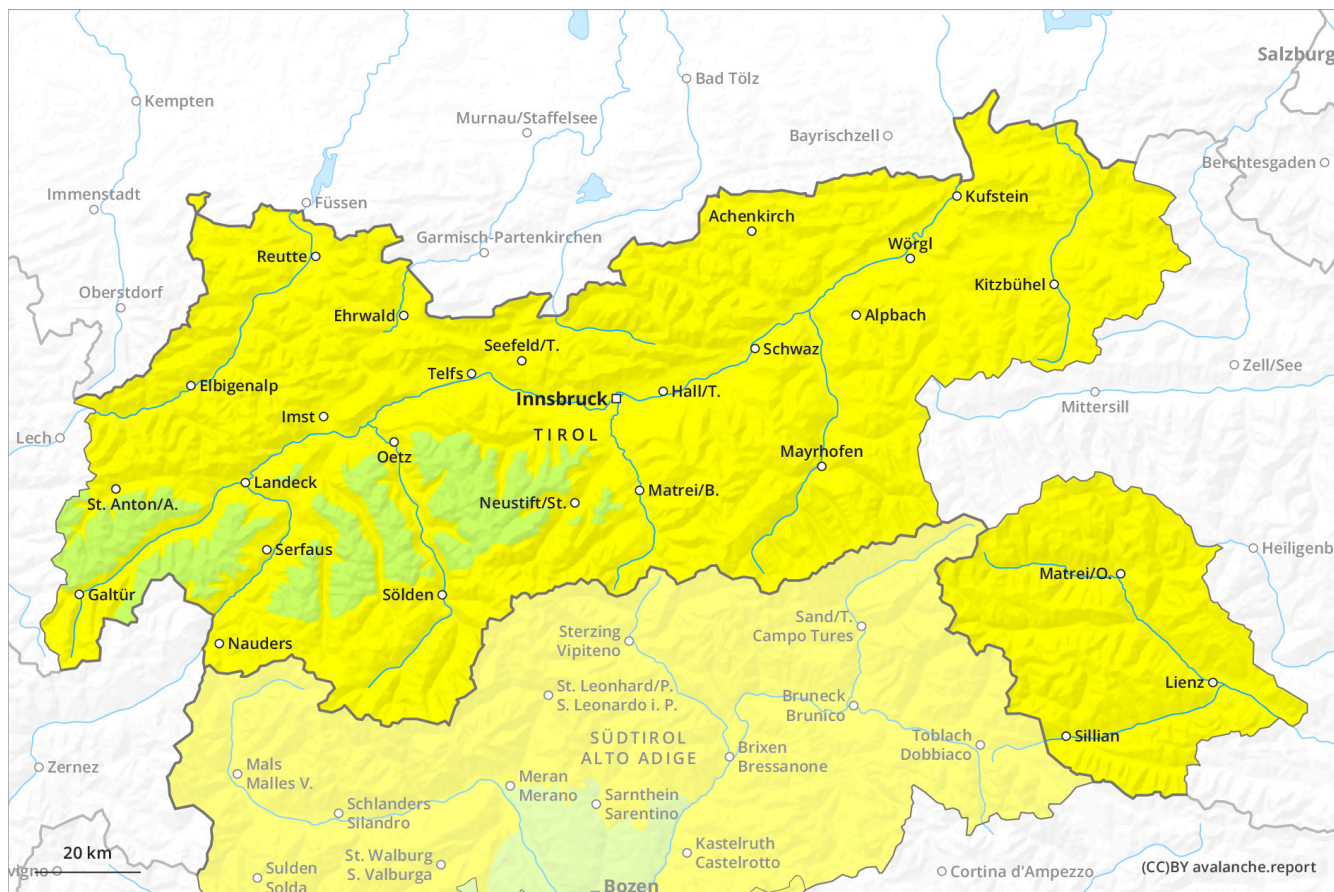 Salzburg
Bad Tölz
Kempten
Murnau/Staffelsee
Bayrischzell
Berchtesgaden
Immenstadt
Füssen
Kufstein
Achenkirch
Garmisch-Partenkirchen
Wörgl
Reutte
Kitzbühel
Oberstdorf
Ehrwald
Alpbach
Seefeld/T.
Schwaz
Zell/See
Telfs
Elbigenalp
Innsbruck
Hall/T.
Mittersill
Imst
Lech
TIROL
Oetz
Mayrhofen
Landeck
St. Anton/A.
Neustift/St.
Matrei/B.
Serfaus
Heiligenb
Matrei/O.
Galtür
Sölden
Sand/T.
Campo Tures
Sterzing
Vipiteno
Nauders
Lienz
St. Leonhard/P.
S. Leonardo i. P.
Bruneck
Brunico
SÜDTIROL
ALTO ADIGE
Toblach
Dobbiaco
Sillian
Brixen
Bressanone
Zernez
Mals
Malles V.
Meran
Merano
Schlanders
Silandro
Sarnthein
Sarentino
Kastelruth
Castelrotto
20 km
St. Walburg
S. Valburga
vigno
Sulden
Solda
Bozen
Cortina d'Ampezzo
(CC)BY avalanche.report